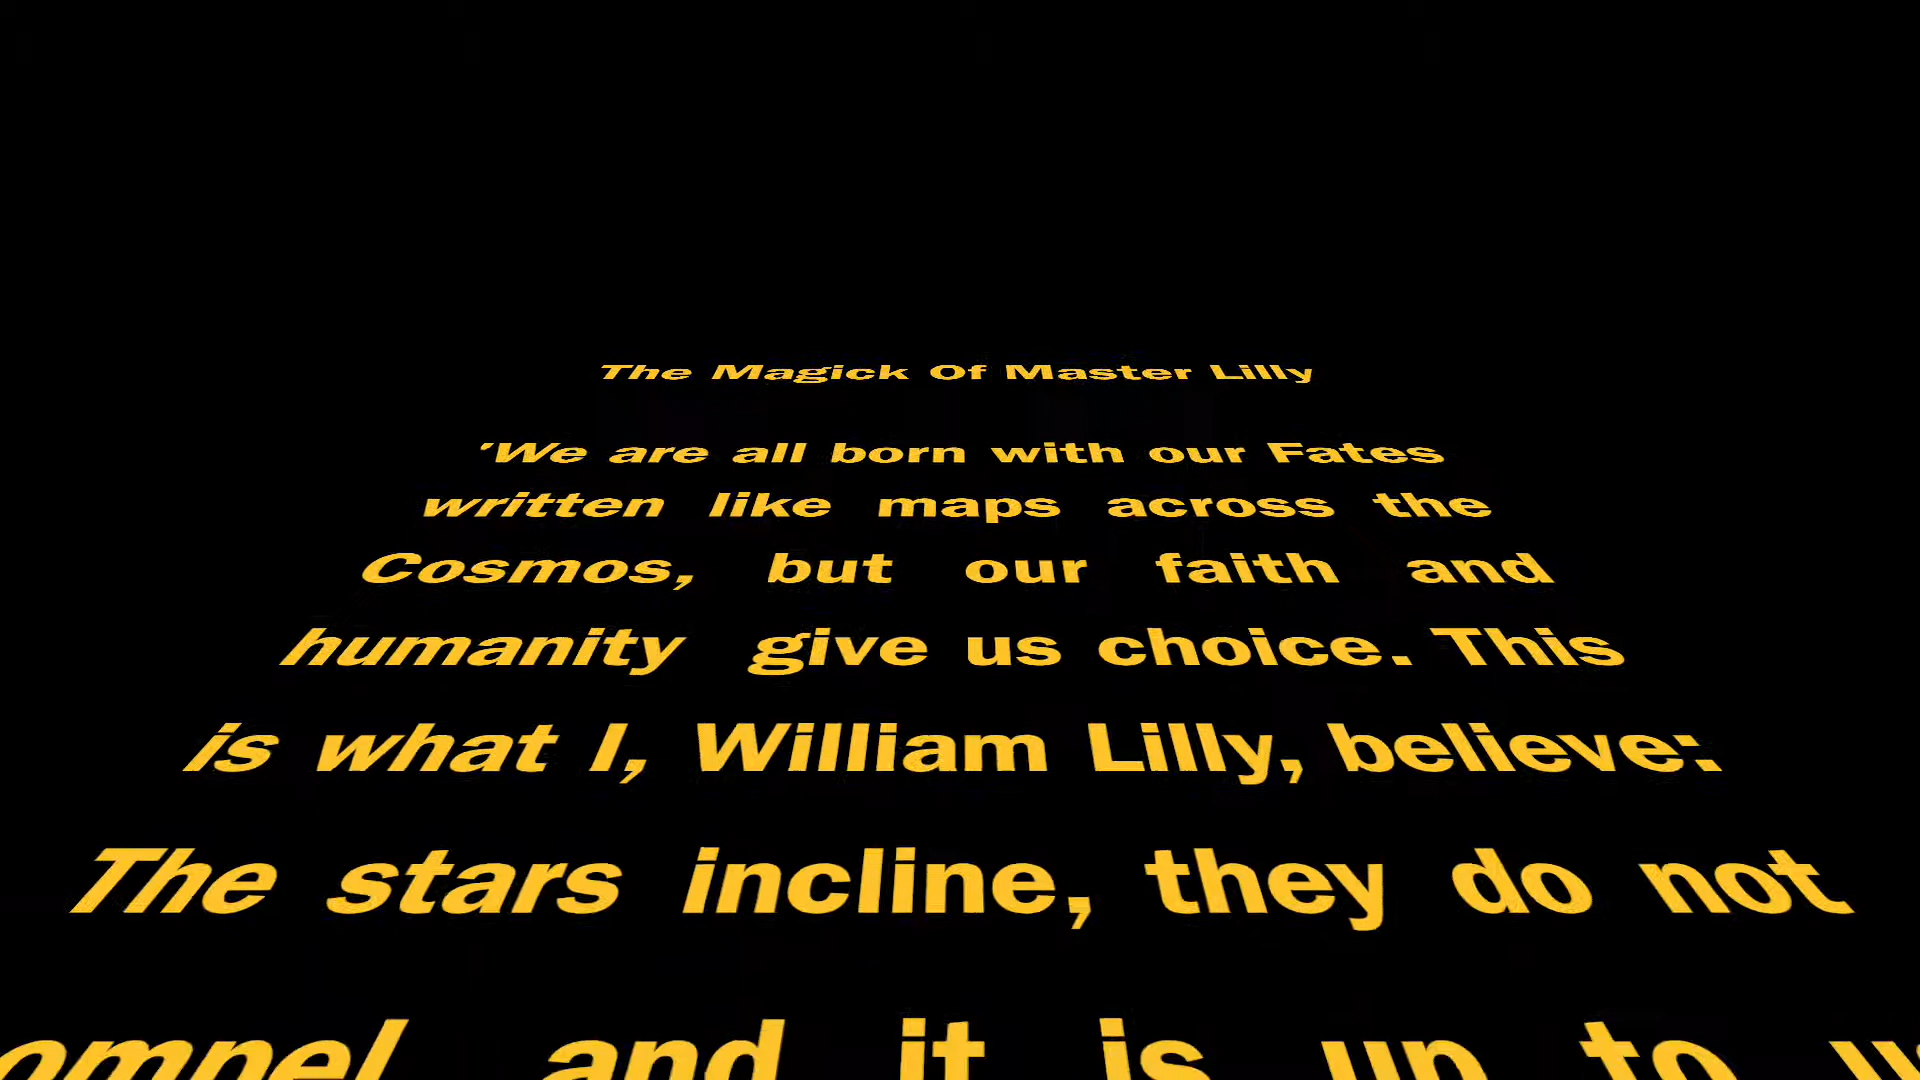 The Magick Of Master Lilly
'We are all born with our Fates
written like maps across the
Cosmos, but our faith and
humanity give us choice. This
is what I, William Lilly, believe:
The stars incline, they do not
and it is up to